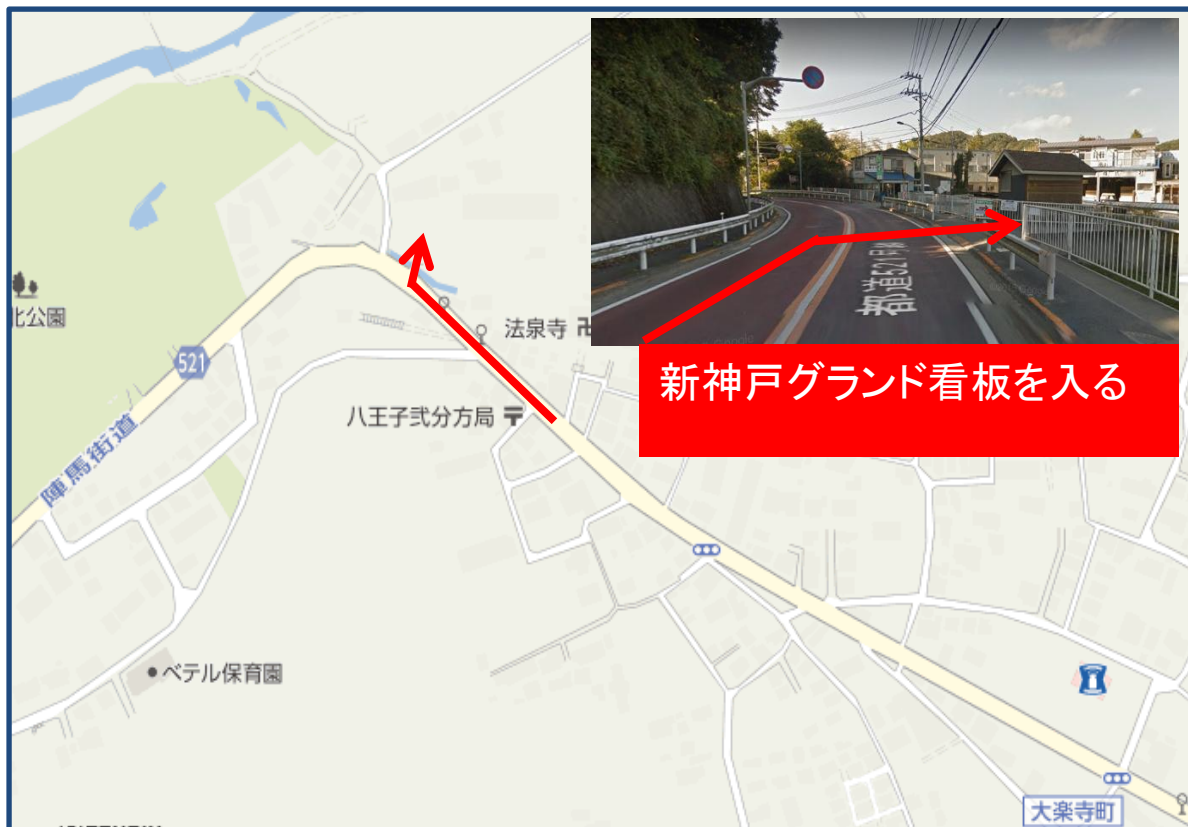 都道521号線
新神戸グランド看板を入る
北公園
法泉寺
521
八王子弐分方局
陣馬街道
ベテル保育園
大楽寺町